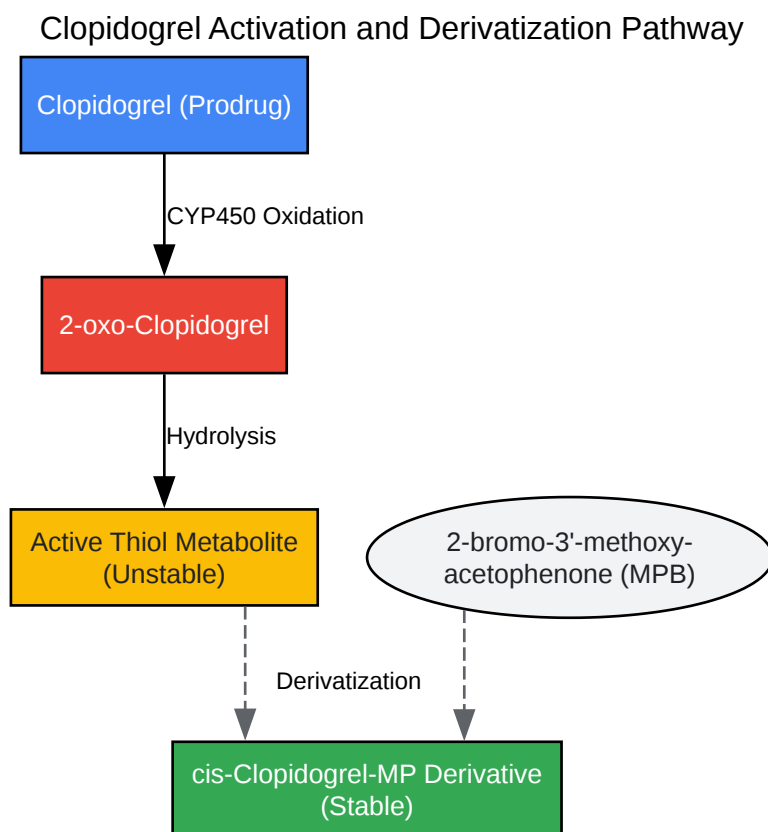 Clopidogrel Activation and Derivatization Pathway
Clopidogrel (Prodrug)
CYP450 Oxidation
2-oxo-Clopidogrel
Hydrolysis
Active Thiol Metabolite
(Unstable)
2-bromo-3'-methoxy-
acetophenone (MPB)
Derivatization
cis-Clopidogrel-MP Derivative
(Stable)